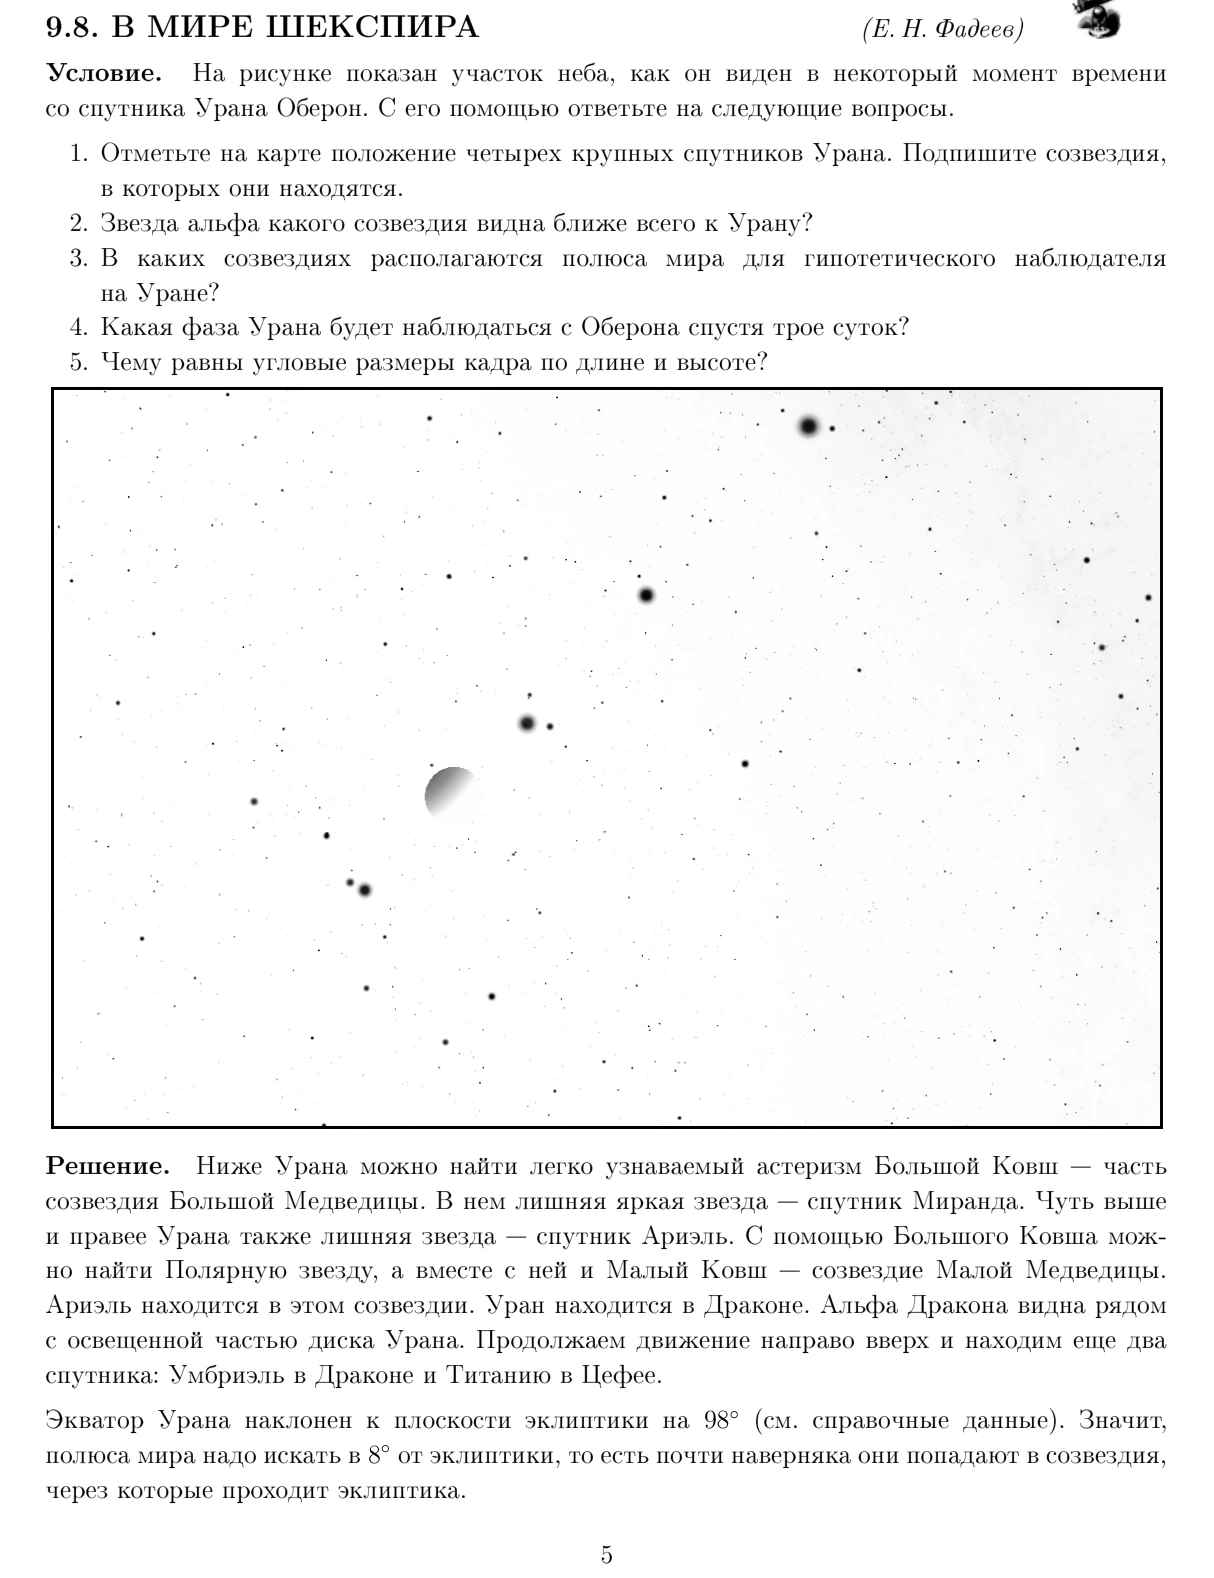 9.8. В МИРЕ ШЕКСПИРА (Е. Н. Фадеев)
Условие. На рисунке показан участок неба, как он виден в некоторый момент времени
со спутника Урана Оберон. С его помощью ответьте на следующие вопросы.
1. Отметьте на карте положение четырех крупных спутников Урана. Подпишите созвездия,
в которых они находятся.
2. Звезда альфа какого созвездия видна ближе всего к Урану?
3. В каких созвездиях располагаются полюса мира для гипотетического наблюдателя
на Уране?
4. Какая фаза Урана будет наблюдаться с Оберона спустя трое суток?
5. Чему равны угловые размеры кадра по длине и высоте?
Решение. Ниже Урана можно найти легко узнаваемый астеризм Большой Ковш — часть
созвездия Большой Медведицы. В нем лишняя яркая звезда — спутник Миранда. Чуть выше
и правее Урана также лишняя звезда — спутник Ариэль. С помощью Большого Ковша мож-
но найти Полярную звезду, а вместе с ней и Малый Ковш — созвездие Малой Медведицы.
Ариэль находится в этом созвездии. Уран находится в Драконе. Альфа Дракона видна рядом
с освещенной частью диска Урана. Продолжаем движение направо вверх и находим еще два
спутника: Умбриэль в Драконе и Титанию в Цефее.
Экватор Урана наклонен к плоскости эклиптики на 98° (см. справочные данные). Значит,
полюса мира надо искать в 8° от эклиптики, то есть почти наверняка они попадают в созвездия,
через которые проходит эклиптика.
5